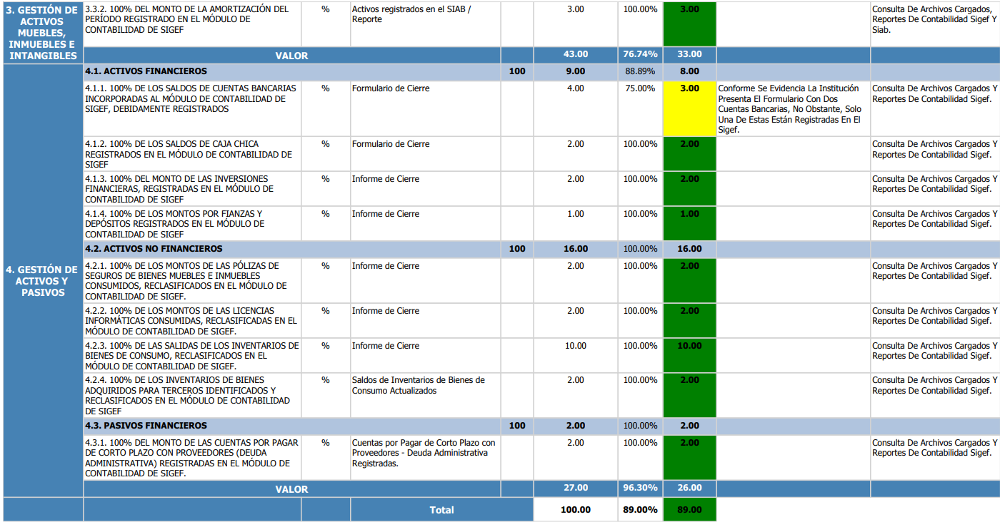 3. GESTIÓN DE
ACTIVOS
MUEBLES,
INMUEBLES E
INTANGIBLES
3.3.2. 100% DEL MONTO DE LA AMORTIZACIÓN DEL
PERÍODO REGISTRADO EN EL MÓDULO DE
CONTABILIDAD DE SIGEF
%
Activos registrados en el SIAB /
Reporte
3.00
100.00%
3.00
Consulta De Archivos Cargados,
Reportes De Contabilidad Sigef Y
Siab.
VALOR
43.00
76.74%
33.00
4. GESTIÓN DE
ACTIVOS Y
PASIVOS
4.1. ACTIVOS FINANCIEROS
100
9.00
88.89%
8.00
4.1.1. 100% DE LOS SALDOS DE CUENTAS BANCARIAS
INCORPORADAS AL MÓDULO DE CONTABILIDAD DE
SIGEF, DEBIDAMENTE REGISTRADOS
%
Formulario de Cierre
4.00
75.00%
3.00
Conforme Se Evidencia La Institución
Presenta El Formulario Con Dos
Cuentas Bancarias, No Obstante, Solo
Una De Estas Están Registradas En El
Sigef.
Consulta De Archivos Cargados Y
Reportes De Contabilidad Sigef.
4.1.2. 100% DE LOS SALDOS DE CAJA CHICA
REGISTRADOS EN EL MÓDULO DE CONTABILIDAD DE
SIGEF
%
Formulario de Cierre
2.00
100.00%
2.00
Consulta De Archivos Cargados Y
Reportes De Contabilidad Sigef.
4.1.3. 100% DEL MONTO DE LAS INVERSIONES
FINANCIERAS, REGISTRADAS EN EL MÓDULO DE
CONTABILIDAD DE SIGEF
%
Informe de Cierre
2.00
100.00%
2.00
Consulta De Archivos Cargados Y
Reportes De Contabilidad Sigef.
4.1.4. 100% DE LOS MONTOS POR FIANZAS Y
DEPÓSITOS REGISTRADOS EN EL MÓDULO DE
CONTABILIDAD DE SIGEF
%
Informe de Cierre
1.00
100.00%
1.00
Consulta De Archivos Cargados Y
Reportes De Contabilidad Sigef.
4.2. ACTIVOS NO FINANCIEROS
100
16.00
100.00%
16.00
4.2.1. 100% DE LOS MONTOS DE LAS PÓLIZAS DE
SEGUROS DE BIENES MUEBLES E INMUEBLES
CONSUMIDOS, RECLASIFICADOS EN EL MÓDULO DE
CONTABILIDAD DE SIGEF.
%
Informe de Cierre
2.00
100.00%
2.00
Consulta De Archivos Cargados Y
Reportes De Contabilidad Sigef.
4.2.2. 100% DE LOS MONTOS DE LAS LICENCIAS
INFORMÁTICAS CONSUMIDAS, RECLASIFICADAS EN EL
MÓDULO DE CONTABILIDAD DE SIGEF.
%
Informe de Cierre
2.00
100.00%
2.00
Consulta De Archivos Cargados Y
Reportes De Contabilidad Sigef.
4.2.3. 100% DE LAS SALIDAS DE LOS INVENTARIOS DE
BIENES DE CONSUMO, RECLASIFICADOS EN EL
MÓDULO DE CONTABILIDAD DE SIGEF.
%
Informe de Cierre
10.00
100.00%
10.00
Consulta De Archivos Cargados Y
Reportes De Contabilidad Sigef.
4.2.4. 100% DE LOS INVENTARIOS DE BIENES
ADQUIRIDOS PARA TERCEROS IDENTIFICADOS Y
RECLASIFICADOS EN EL MÓDULO DE CONTABILIDAD
DE SIGEF
%
Saldos de Inventarios de Bienes de
Consumo Actualizados
2.00
100.00%
2.00
Consulta De Archivos Cargados Y
Reportes De Contabilidad Sigef.
4.3. PASIVOS FINANCIEROS
100
2.00
100.00%
2.00
4.3.1. 100% DEL MONTO DE LAS CUENTAS POR PAGAR
DE CORTO PLAZO CON PROVEEDORES (DEUDA
ADMINISTRATIVA) REGISTRADAS EN EL MÓDULO DE
CONTABILIDAD DE SIGEF.
%
Cuentas por Pagar de Corto Plazo con
Proveedores - Deuda Administrativa
Registradas.
2.00
100.00%
2.00
Consulta De Archivos Cargados Y
Reportes De Contabilidad Sigef.
VALOR
27.00
96.30%
26.00
Total
100.00
89.00%
89.00